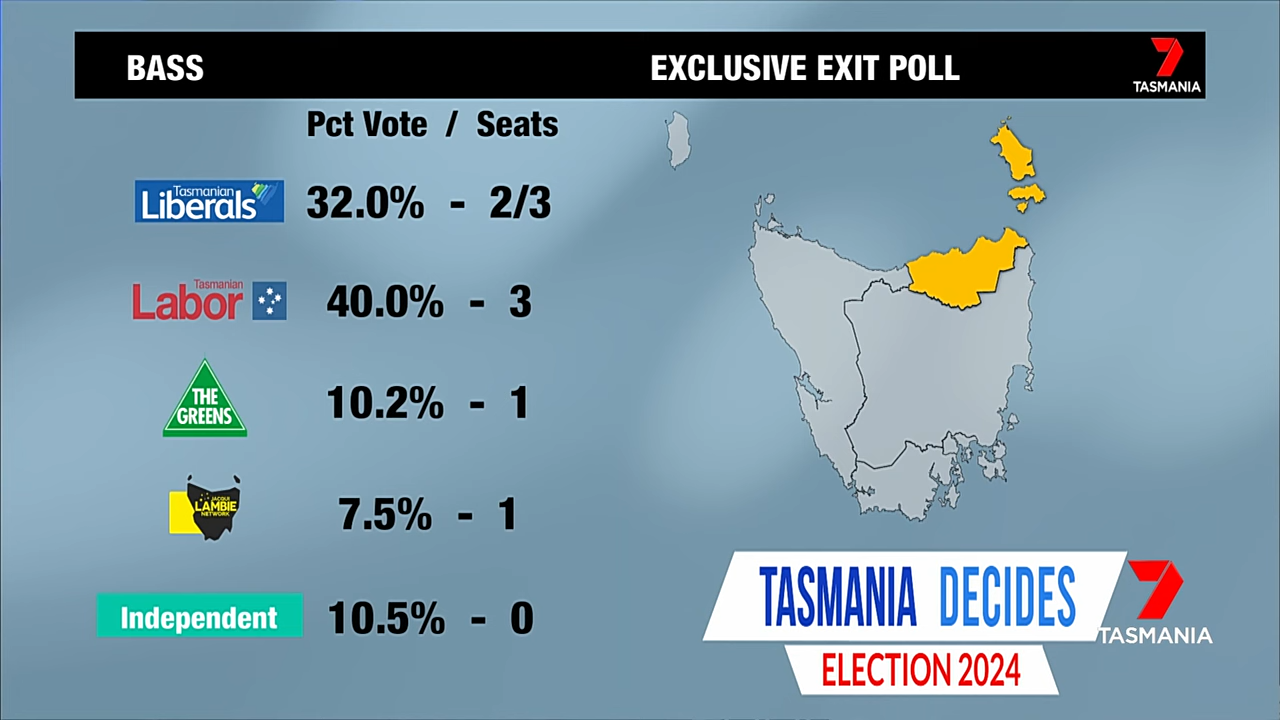 BASS
EXCLUSIVE EXIT POLL
7
TASMANIA
Pct Vote / Seats
Tasmanian
Liberals
32.0% - 2/3
Tasmanian
Labor
40.0% - 3
THE
GREENS
10.2% - 1
JACQUI
LAMBIE
NETWORK
7.5% - 1
Independent
10.5% - 0
TASMANIA DECIDES
ELECTION 2024
7
TASMANIA